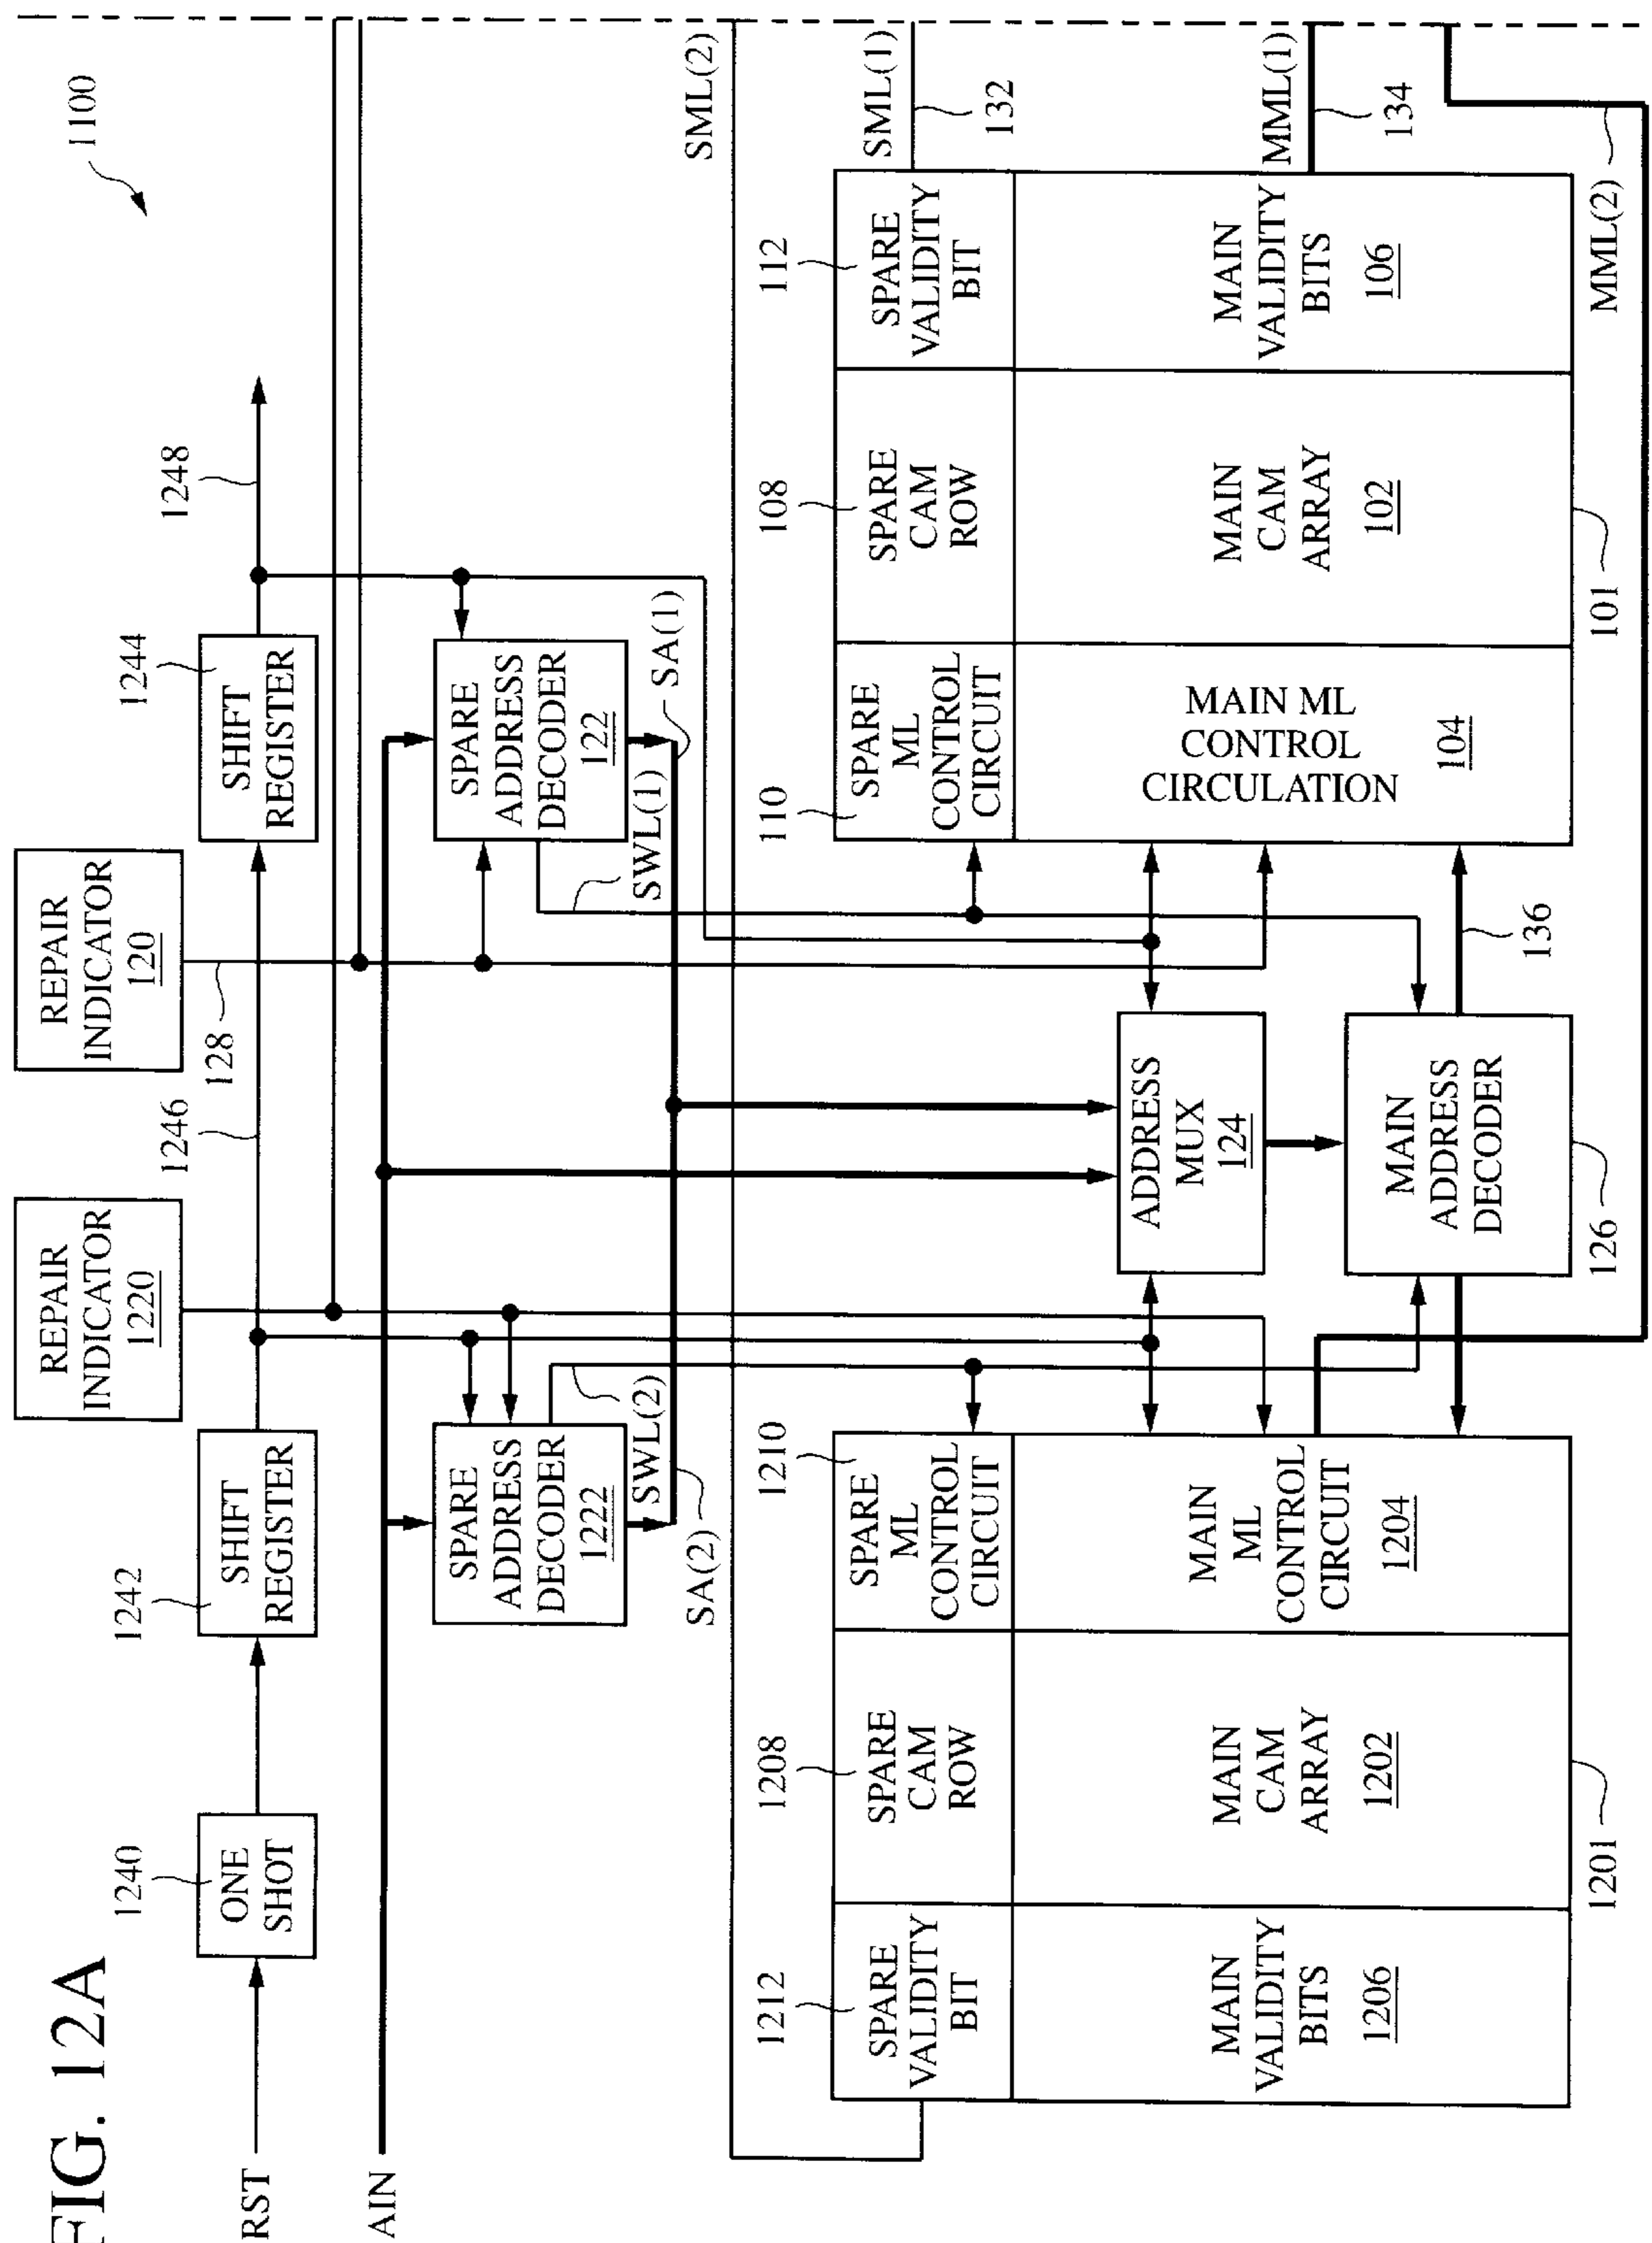 FIG. 12A
1100
RST
1240
ONE
SHOT
1242
SHIFT
REGISTER
REPAIR
INDICATOR
1220
1246
REPAIR
INDICATOR
120
128
1244
SHIFT
REGISTER
1248
AIN
SPARE
ADDRESS
DECODER
1222
SWL(2)
SA(2)
SPARE
ADDRESS
DECODER
122
SWL(1)
SA(1)
SML(2)
SML(1)
132
MML(1)
134
MML(2)
1212
SPARE
VALIDITY
BIT
1208
SPARE
CAM
ROW
1210
SPARE
ML
CONTROL
CIRCUIT
MAIN
VALIDITY
BITS
1206
MAIN
CAM
ARRAY
1202
MAIN
ML
CONTROL
CIRCUIT
1204
1201
ADDRESS
MUX
124
MAIN
ADDRESS
DECODER
126
136
110
SPARE
ML
CONTROL
CIRCUIT
108
SPARE
CAM
ROW
112
SPARE
VALIDITY
BIT
MAIN ML
CONTROL
CIRCULATION
104
MAIN
CAM
ARRAY
102
MAIN
VALIDITY
BITS
106
101